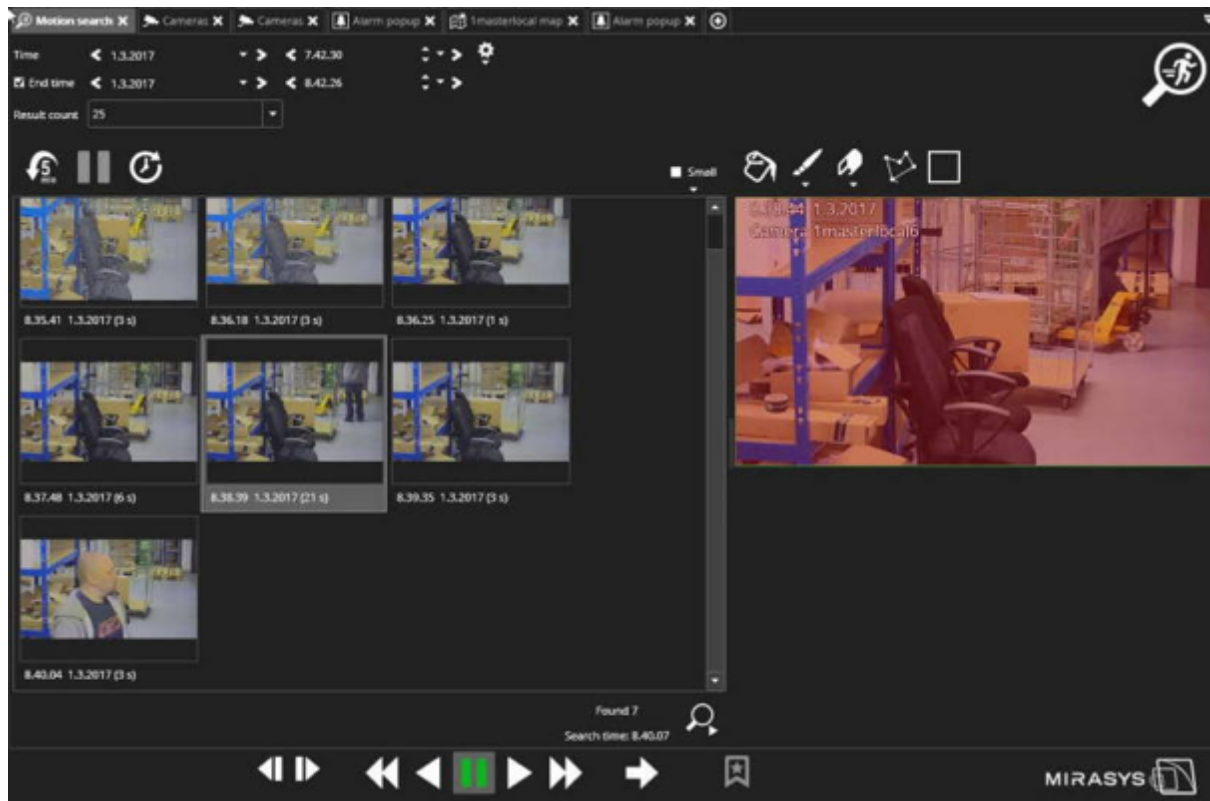 Motion search Cameras Cameras Alarm popup 1masterlocal map Alarm popup
Time 1.3.2017 7.42.30
End time 1.3.2017 8.42.26
Result count 25
5
min
Small
1.3.2017
Camera 1masterlocal6
8.35.41 1.3.2017 (3 s) 8.36.18 1.3.2017 (3 s) 8.36.25 1.3.2017 (1 s)
8.37.48 1.3.2017 (6 s) 8.38.39 1.3.2017 (21 s) 8.39.35 1.3.2017 (3 s)
8.40.04 1.3.2017 (3 s)
Found 7
Search time: 8.40.07
MIRASYS